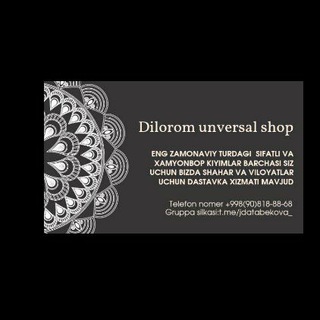 Dilorom unversal shop
ENG ZAMONAVIY TURDAGI SIFATLI VA
XAMYONBOP KIYIMLAR BARCHASI SIZ
UCHUN BIZDA SHAHAR VA VILOYATLAR
UCHUN DASTAVKA XIZMATI MAVJUD
Telefon nomer +998(90)818-88-68
Gruppa silkasi:t.me/jdatabekova_